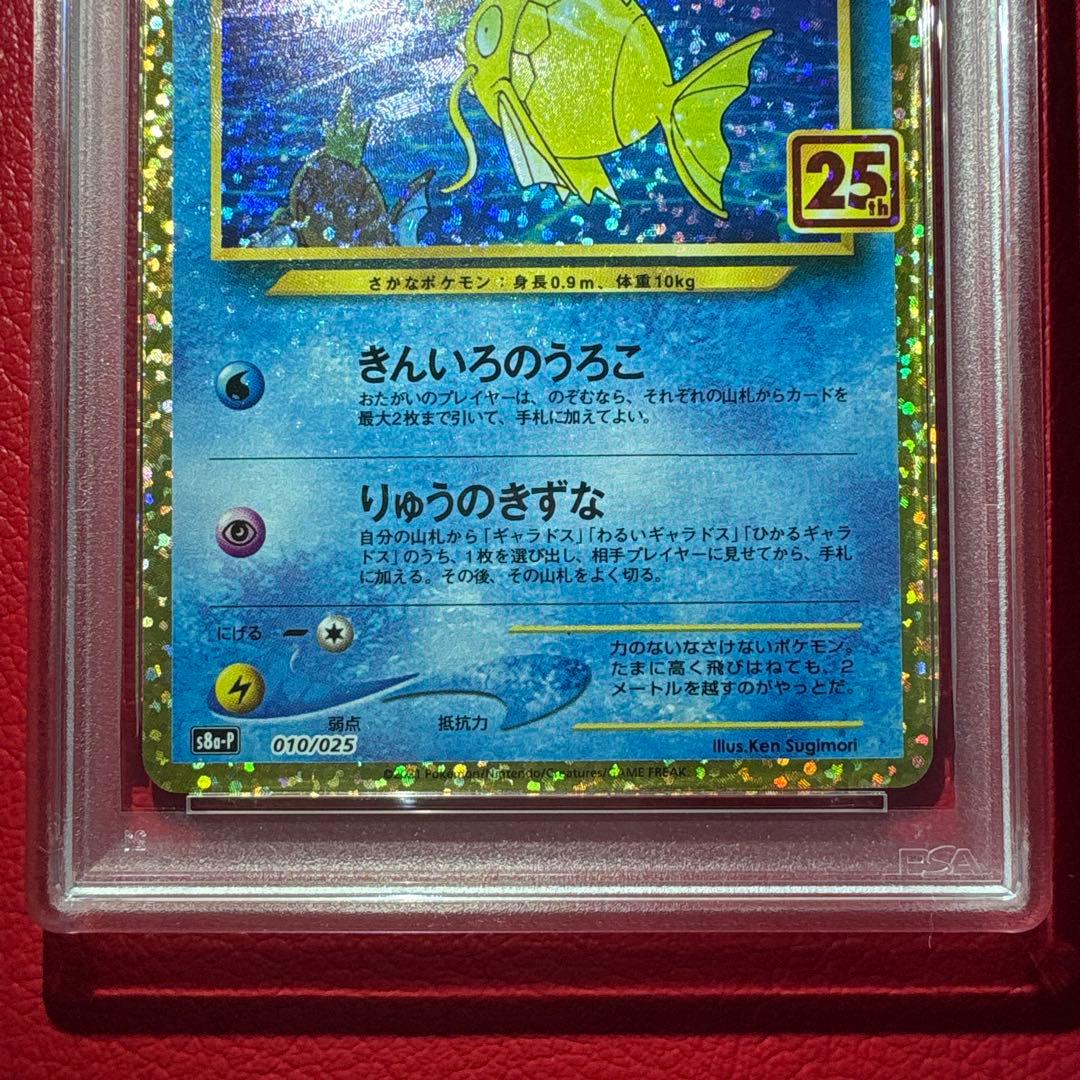 25th
さかなポケモン：身長0.9m、体重10kg
きんいろのうろこ
おたがいのプレイヤーは、のぞむなら、それぞれの山札からカードを
最大2枚まで引いて、手札に加えてよい。
りゅうのきずな
自分の山札から「ギャラドス」「わるいギャラドス」「ひかるギャラ
ドス」のうち、1枚を選び出し、相手プレイヤーに見せてから、手札
に加える。その後、その山札をよく切る。
にげる
力のないなさけないポケモン。
たまに高く飛びはねても、2
メートルを越すのがやっとだ。
弱点
抵抗力
s8a-P
010/025
Illus.Ken Sugimori
©2021 Pokémon/Nintendo/Creatures/GAME FREAK.
PSA